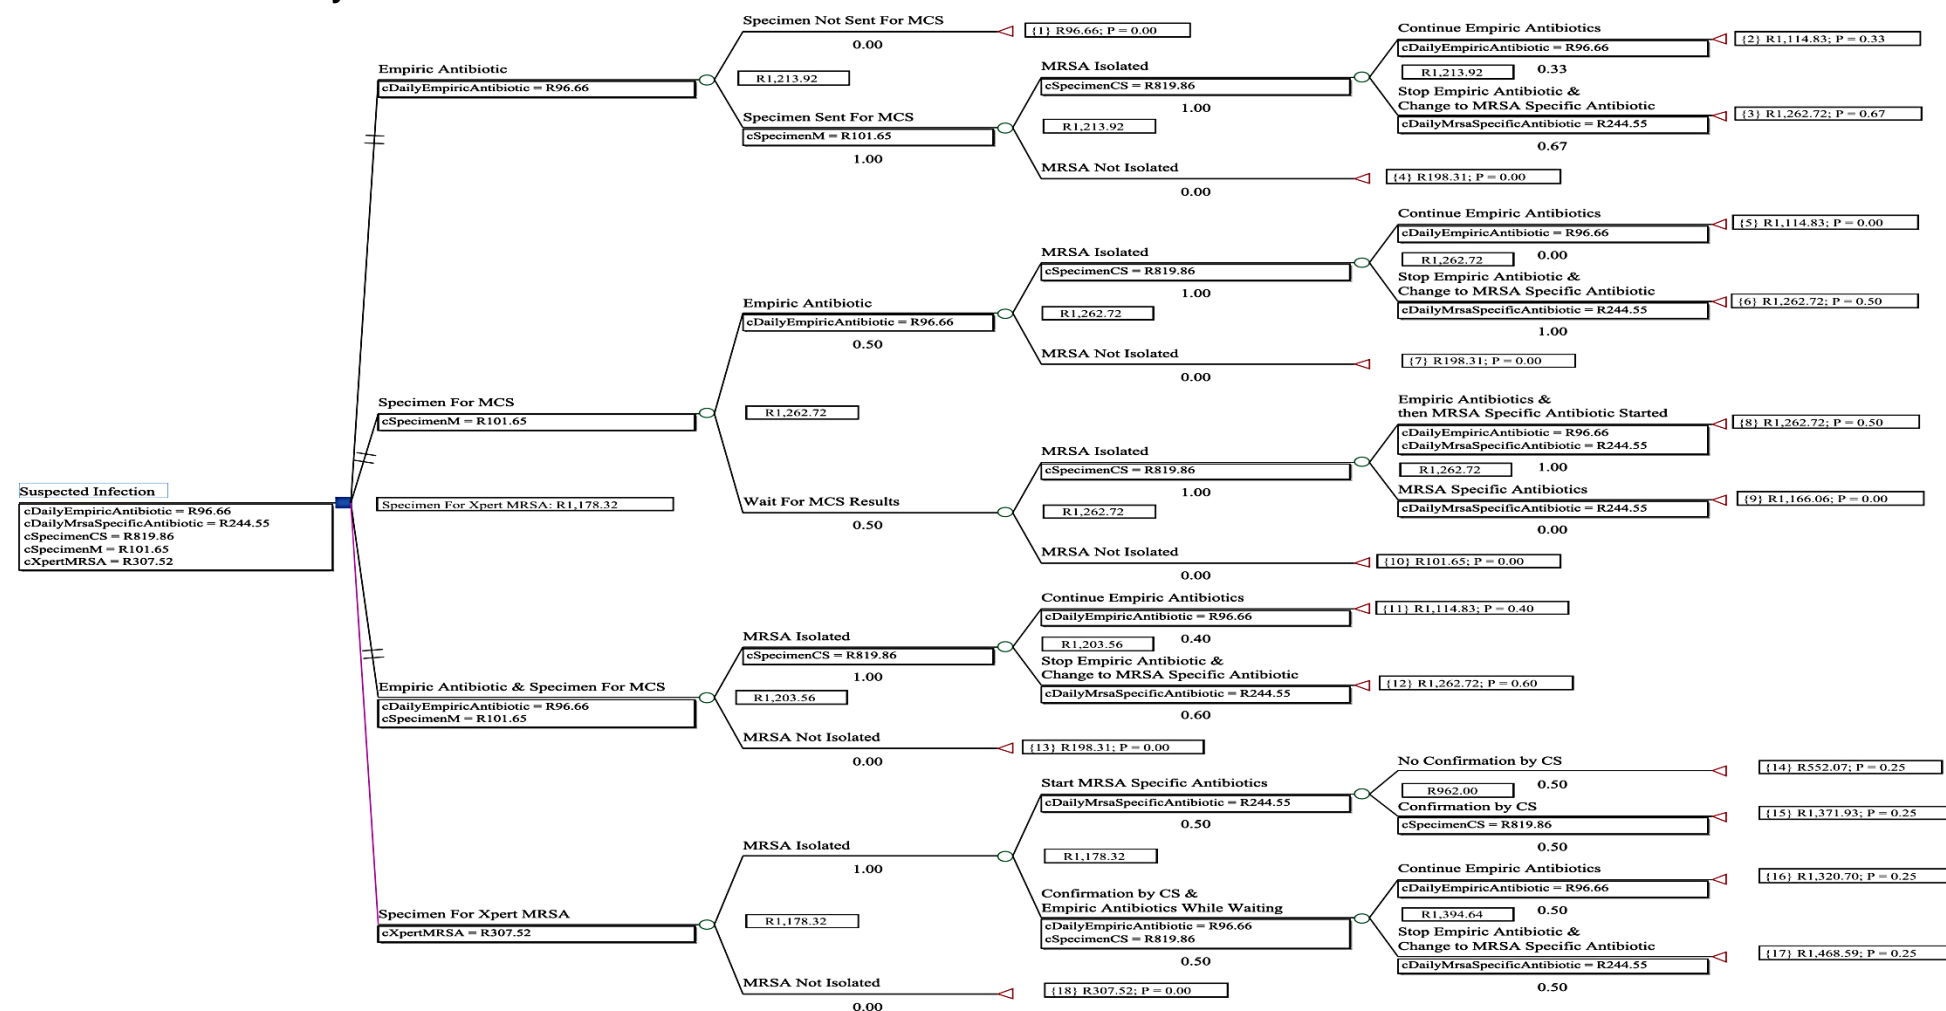 Specimen Not Sent For MCS
0.00
{1} R96.66; P = 0.00
Empiric Antibiotic
cDailyEmpiricAntibiotic = R96.66
R1,213.92
Specimen Sent For MCS
cSpecimenM = R101.65
1.00
MRSA Isolated
cSpecimenCS = R819.86
1.00
R1,213.92
MRSA Not Isolated
0.00
{4} R198.31; P = 0.00
Continue Empiric Antibiotics
cDailyEmpiricAntibiotic = R96.66
{2} R1,114.83; P = 0.33
R1,213.92
0.33
Stop Empiric Antibiotic &
Change to MRSA Specific Antibiotic
cDailyMrsaSpecificAntibiotic = R244.55
{3} R1,262.72; P = 0.67
0.67
Specimen For MCS
cSpecimenM = R101.65
R1,262.72
Empiric Antibiotic
cDailyEmpiricAntibiotic = R96.66
0.50
MRSA Isolated
cSpecimenCS = R819.86
1.00
R1,262.72
MRSA Not Isolated
0.00
{7} R198.31; P = 0.00
Continue Empiric Antibiotics
cDailyEmpiricAntibiotic = R96.66
{5} R1,114.83; P = 0.00
R1,262.72
0.00
Stop Empiric Antibiotic &
Change to MRSA Specific Antibiotic
cDailyMrsaSpecificAntibiotic = R244.55
{6} R1,262.72; P = 0.50
1.00
Wait For MCS Results
0.50
MRSA Isolated
cSpecimenCS = R819.86
1.00
R1,262.72
MRSA Not Isolated
0.00
{10} R101.65; P = 0.00
Empiric Antibiotics &
then MRSA Specific Antibiotic Started
cDailyEmpiricAntibiotic = R96.66
cDailyMrsaSpecificAntibiotic = R244.55
{8} R1,262.72; P = 0.50
R1,262.72
1.00
MRSA Specific Antibiotics
cDailyMrsaSpecificAntibiotic = R244.55
{9} R1,166.06; P = 0.00
0.00
Suspected Infection
cDailyEmpiricAntibiotic = R96.66
cDailyMrsaSpecificAntibiotic = R244.55
cSpecimenCS = R819.86
cSpecimenM = R101.65
cXpertMRSA = R307.52
Specimen For Xpert MRSA: R1,178.32
Empiric Antibiotic & Specimen For MCS
cDailyEmpiricAntibiotic = R96.66
cSpecimenM = R101.65
R1,203.56
MRSA Isolated
cSpecimenCS = R819.86
1.00
MRSA Not Isolated
0.00
{13} R198.31; P = 0.00
Continue Empiric Antibiotics
cDailyEmpiricAntibiotic = R96.66
{11} R1,114.83; P = 0.40
R1,203.56
0.40
Stop Empiric Antibiotic &
Change to MRSA Specific Antibiotic
cDailyMrsaSpecificAntibiotic = R244.55
{12} R1,262.72; P = 0.60
0.60
Specimen For Xpert MRSA
cXpertMRSA = R307.52
R1,178.32
MRSA Isolated
1.00
MRSA Not Isolated
0.00
{18} R307.52; P = 0.00
Start MRSA Specific Antibiotics
cDailyMrsaSpecificAntibiotic = R244.55
0.50
R1,178.32
Confirmation by CS &
Empiric Antibiotics While Waiting
cDailyEmpiricAntibiotic = R96.66
cSpecimenCS = R819.86
0.50
No Confirmation by CS
{14} R552.07; P = 0.25
R962.00
0.50
Confirmation by CS
cSpecimenCS = R819.86
{15} R1,371.93; P = 0.25
0.50
Continue Empiric Antibiotics
cDailyEmpiricAntibiotic = R96.66
{16} R1,320.70; P = 0.25
R1,394.64
0.50
Stop Empiric Antibiotic &
Change to MRSA Specific Antibiotic
cDailyMrsaSpecificAntibiotic = R244.55
{17} R1,468.59; P = 0.25
0.50